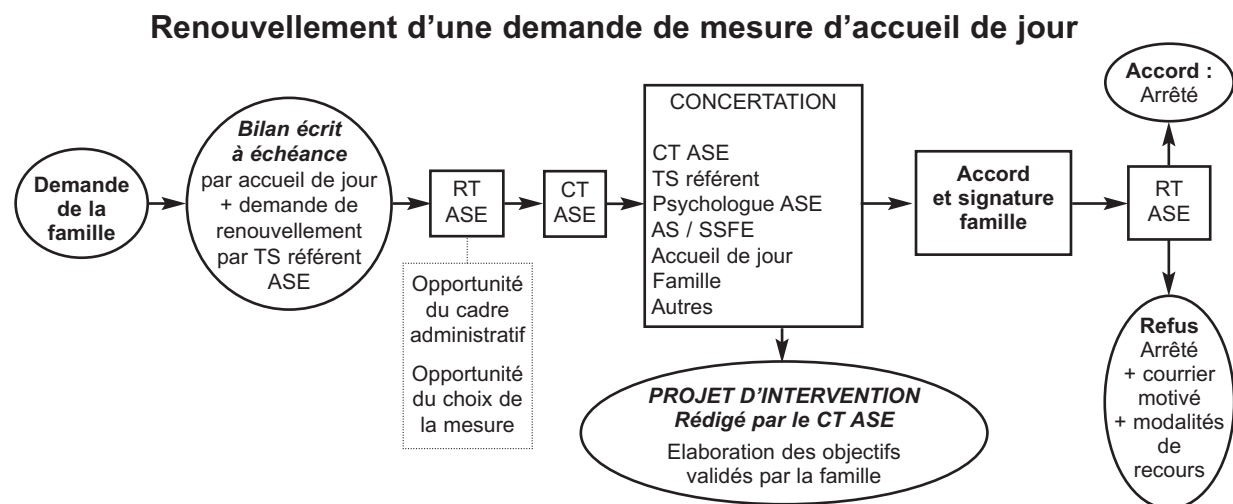 Renouvellement d'une demande de mesure d'accueil de jour
Demande
de la
famille
Bilan écrit
à échéance
par accueil de jour
+ demande de
renouvellement
par TS référent
ASE
RT
ASE
Opportunité
du cadre
administratif
Opportunité
du choix de
la mesure
CT
ASE
CONCERTATION
CT ASE
TS référent
Psychologue ASE
AS / SSFE
Accueil de jour
Famille
Autres
PROJET D'INTERVENTION
Rédigé par le CT ASE
Elaboration des objectifs
validés par la famille
Accord
et signature
famille
RT
ASE
Accord :
Arrêté
Refus
Arrêté
+ courrier
motivé
+ modalités
de
recours